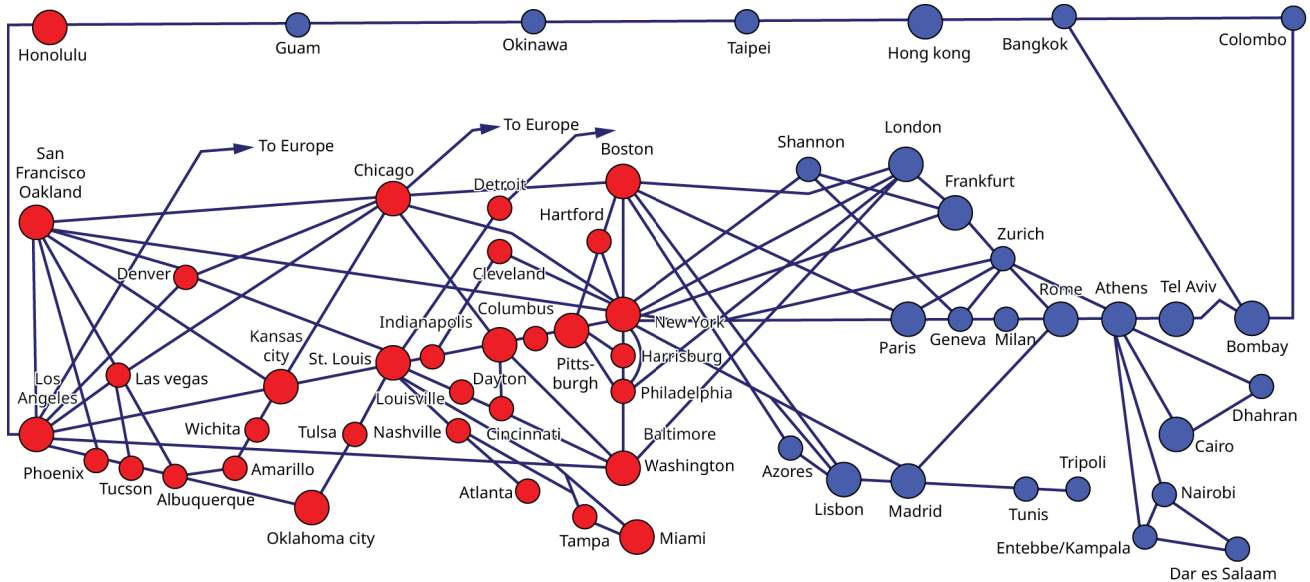 Honolulu
Guam
Okinawa
Taipei
Hong kong
Bangkok
Colombo
To Europe
To Europe
San
Francisco
Oakland
Chicago
Detroit
Boston
Shannon
London
Frankfurt
Hartford
Zurich
Denver
Cleveland
Columbus
Rome
Athens
Tel Aviv
Indianapolis
New York
Kansas
city
St. Louis
Pitts-
burgh
Harrisburg
Paris
Geneva
Milan
Bombay
Los
Angeles
Las vegas
Dayton
Louisville
Philadelphia
Dhahran
Wichita
Tulsa
Nashville
Cincinnati
Baltimore
Washington
Cairo
Phoenix
Tucson
Amarillo
Albuquerque
Azores
Tripoli
Atlanta
Lisbon
Madrid
Tunis
Nairobi
Oklahoma city
Tampa
Miami
Entebbe/Kampala
Dar es Salaam